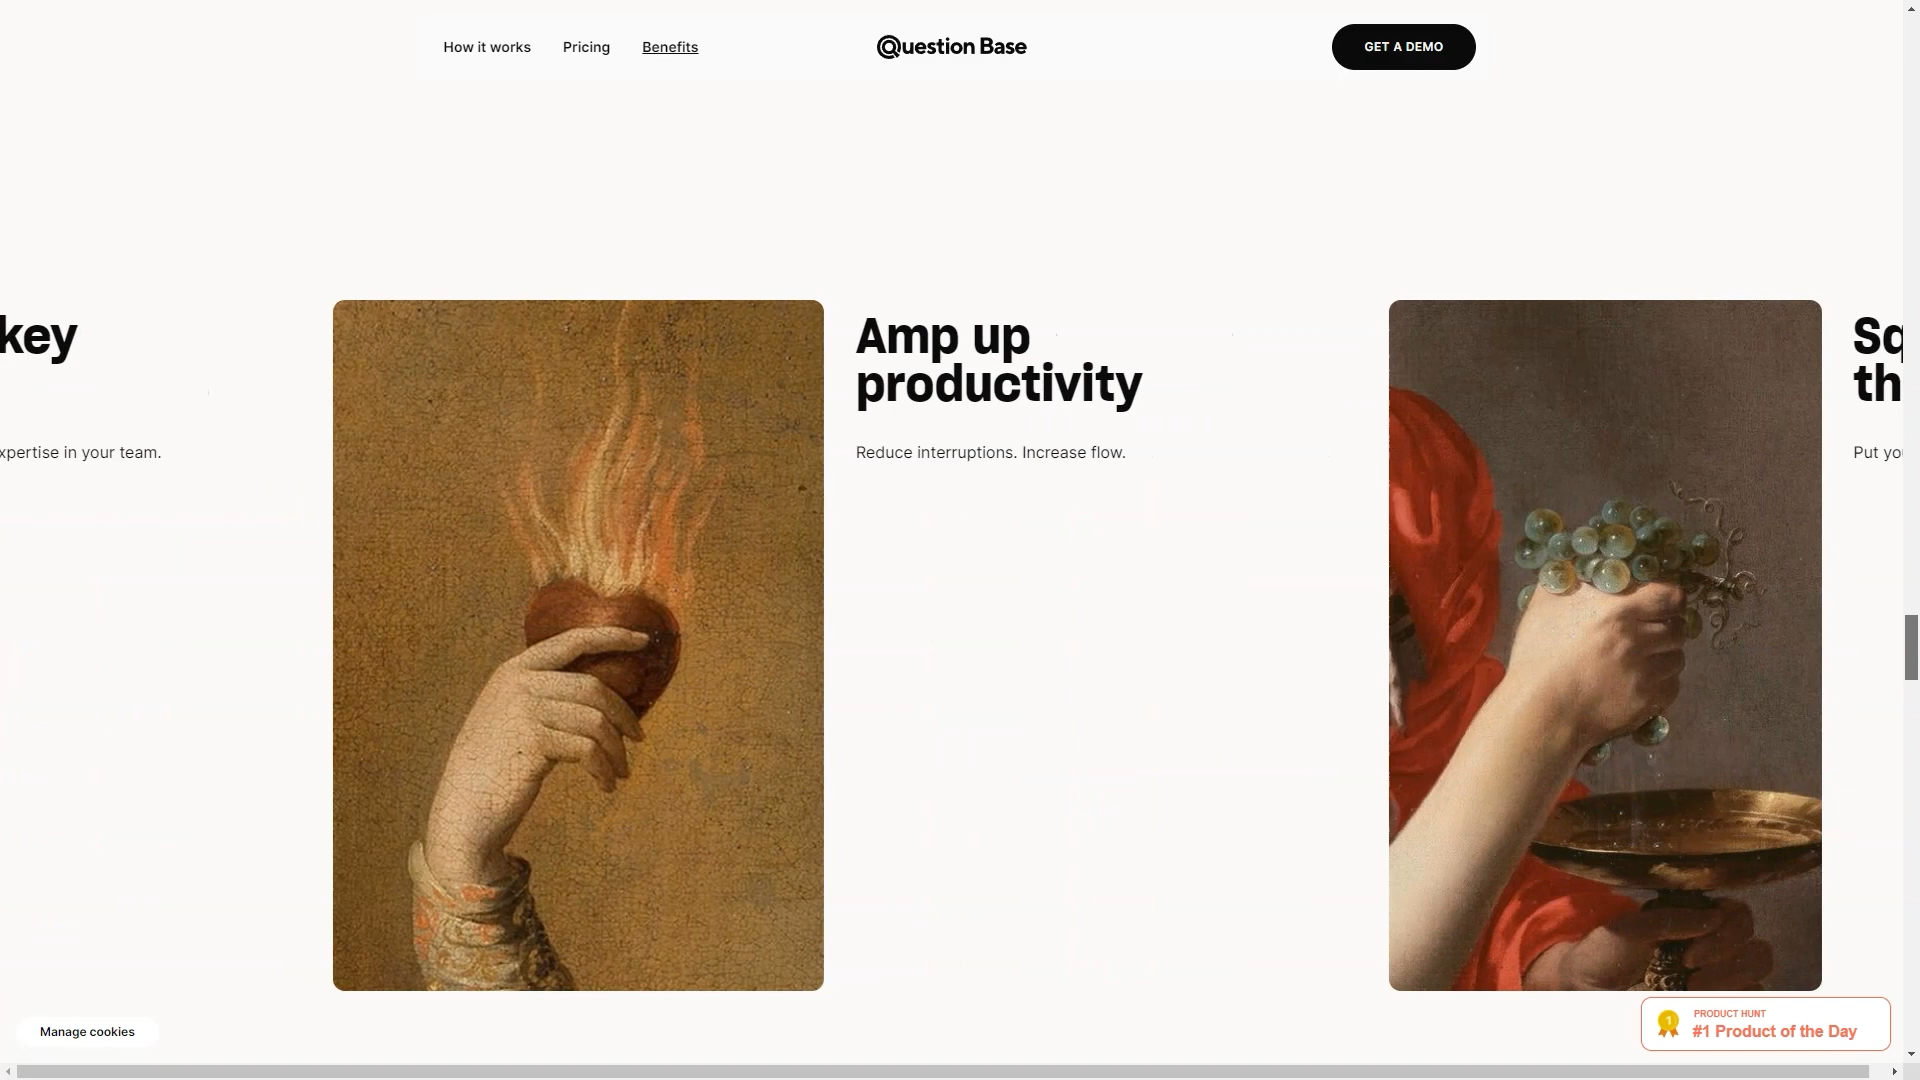 How it works
Pricing
Benefits
Question Base
GET A DEMO
key
xpertise in your team.
Amp up
productivity
Reduce interruptions. Increase flow.
Sq
th
Put yo
Manage cookies
1
PRODUCT HUNT
#1 Product of the Day